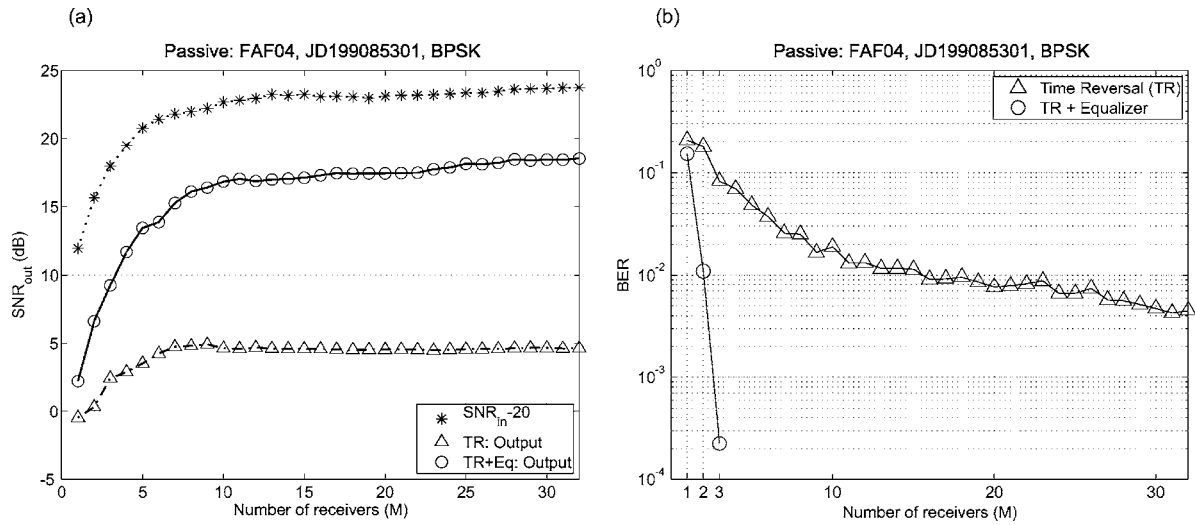 (a)
Passive: FAF04, JD199085301, BPSK
25
20
15
10
5
0
-5
0
5
10
15
20
25
30
SNR_out (dB)
Number of receivers (M)
SNR_in-20
TR: Output
TR+Eq: Output
(b)
Passive: FAF04, JD199085301, BPSK
10^0
10^-1
10^-2
10^-3
10^-4
1
2
3
10
20
30
BER
Number of receivers (M)
Time Reversal (TR)
TR + Equalizer